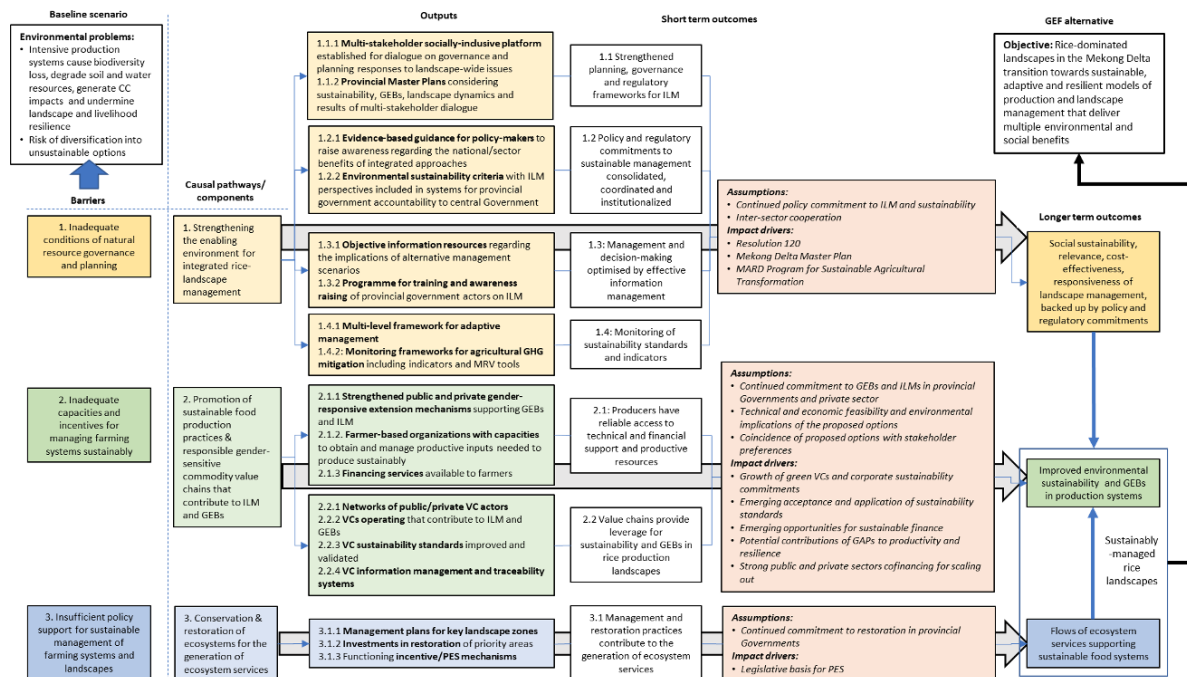 Baseline scenario
Environmental problems:
• Intensive production
systems cause biodiversity
loss, degrade soil and water
resources, generate CC
impacts and undermine
landscape and livelihood
resilience
• Risk of diversification into
unsustainable options
Barriers
1. Inadequate
conditions of natural
resource governance
and planning
2. Inadequate
capacities and
incentives for
managing farming
systems sustainably
3. Insufficient policy
support for sustainable
management of
farming systems and
landscapes
Causal pathways/
components
1. Strengthening
the enabling
environment for
integrated rice-
landscape
management
2. Promotion of
sustainable food
production
practices &
responsible gender-
sensitive
commodity value
chains that
contribute to ILM
and GEBs
3. Conservation &
restoration of
ecosystems for the
generation of
ecosystem services
Outputs
1.1.1 Multi-stakeholder socially-inclusive platform
established for dialogue on governance and
planning responses to landscape-wide issues
1.1.2 Provincial Master Plans considering
sustainability, GEBs, landscape dynamics and
results of multi-stakeholder dialogue
1.2.1 Evidence-based guidance for policy-makers to
raise awareness regarding the national/sector
benefits of integrated approaches
1.2.2 Environmental sustainability criteria with ILM
perspectives included in systems for provincial
government accountability to central Government
1.3.1 Objective information resources regarding
the implications of alternative management
scenarios
1.3.2 Programme for training and awareness
raising of provincial government actors on ILM
1.4.1 Multi-level framework for adaptive
management
1.4.2: Monitoring frameworks for agricultural GHG
mitigation including indicators and MRV tools
2.1.1 Strengthened public and private gender-
responsive extension mechanisms supporting GEBs
and ILM
2.1.2. Farmer-based organizations with capacities
to obtain and manage productive inputs needed to
produce sustainably
2.1.3 Financing services available to farmers
2.2.1 Networks of public/private VC actors
2.2.2 VCs operating that contribute to ILM and
GEBs
2.2.3 VC sustainability standards improved and
validated
2.2.4 VC information management and traceability
systems
3.1.1 Management plans for key landscape zones
3.1.2 Investments in restoration of priority areas
3.1.3 Functioning incentive/PES mechanisms
Short term outcomes
1.1 Strengthened
planning, governance
and regulatory
frameworks for ILM
1.2 Policy and regulatory
commitments to
sustainable management
consolidated,
coordinated and
institutionalized
1.3: Management and
decision-making
optimised by effective
information
management
1.4: Monitoring of
sustainability standards
and indicators
2.1: Producers have
reliable access to
technical and financial
support and productive
resources
2.2 Value chains provide
leverage for
sustainability and GEBs in
rice production
landscapes
3.1 Management and
restoration practices
contribute to the
generation of ecosystem
services
Assumptions:
• Continued policy commitment to ILM and sustainability
• Inter-sector cooperation
Impact drivers:
• Resolution 120
• Mekong Delta Master Plan
• MARD Program for Sustainable Agricultural
Transformation
Assumptions:
• Continued commitment to GEBs and ILMs in provincial
Governments and private sector
• Technical and economic feasibility and environmental
implications of the proposed options
• Coincidence of proposed options with stakeholder
preferences
Impact drivers:
• Growth of green VCs and corporate sustainability
commitments
• Emerging acceptance and application of sustainability
standards
• Emerging opportunities for sustainable finance
• Potential contributions of GAPs to productivity and
resilience
• Strong public and private sectors cofinancing for scaling
out
Assumptions:
• Continued commitment to restoration in provincial
Governments
Impact drivers:
• Legislative basis for PES
GEF alternative
Objective: Rice-dominated
landscapes in the Mekong Delta
transition towards sustainable,
adaptive and resilient models of
production and landscape
management that deliver
multiple environmental and
social benefits
Longer term outcomes
Social sustainability,
relevance, cost-
effectiveness,
responsiveness of
landscape management,
backed up by policy and
regulatory commitments
Improved environmental
sustainability and GEBs
in production systems
Sustainably
-managed
rice
landscapes
Flows of ecosystem
services supporting
sustainable food systems